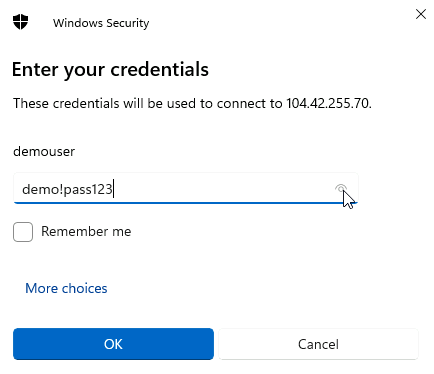 Windows Security
Enter your credentials
These credentials will be used to connect to 104.42.255.70.
demouser
demo!pass123
Remember me
More choices
OK
Cancel